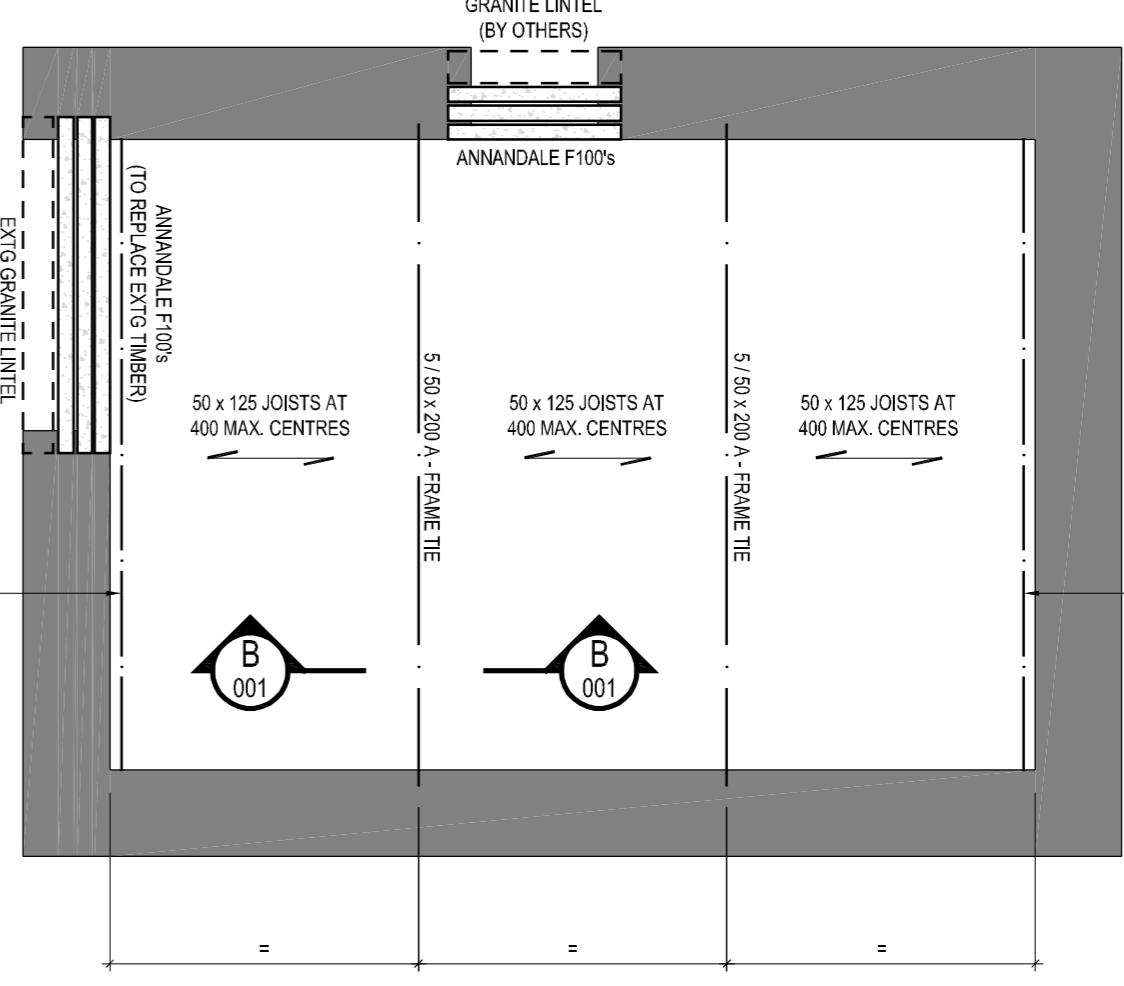 GRANITE LINTEL
(BY OTHERS)
ANNANDALE F100's
ANNANDALE F100's
(TO REPLACE EXTG TIMBER)
EXTG GRANITE LINTEL
50 x 125 JOISTS AT
400 MAX. CENTRES
5 / 50 x 200 A - FRAME TIE
50 x 125 JOISTS AT
400 MAX. CENTRES
5 / 50 x 200 A - FRAME TIE
50 x 125 JOISTS AT
400 MAX. CENTRES
B
001
B
001
=
=
=